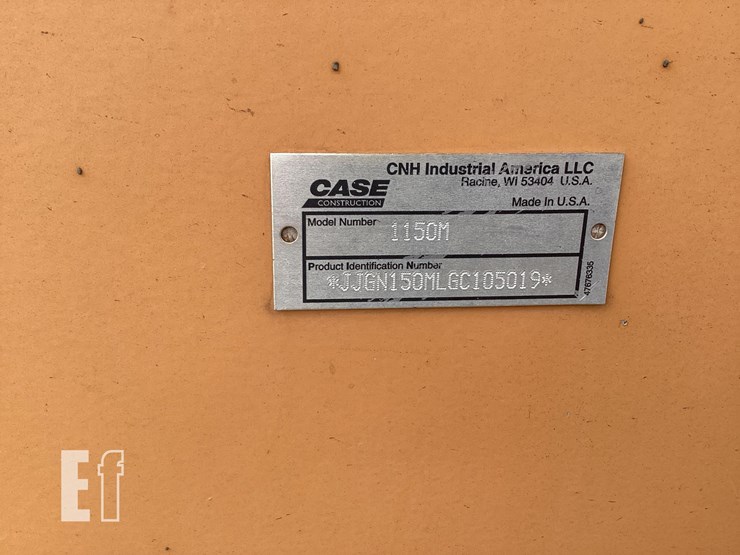 CNH Industrial America LLC
Racine, WI 53404 U.S.A.
CASE
CONSTRUCTION
Made In U.S.A.
Model Number
1150M
Product Identification Number
*JJGN150MLGC105019*
47676335
Ef